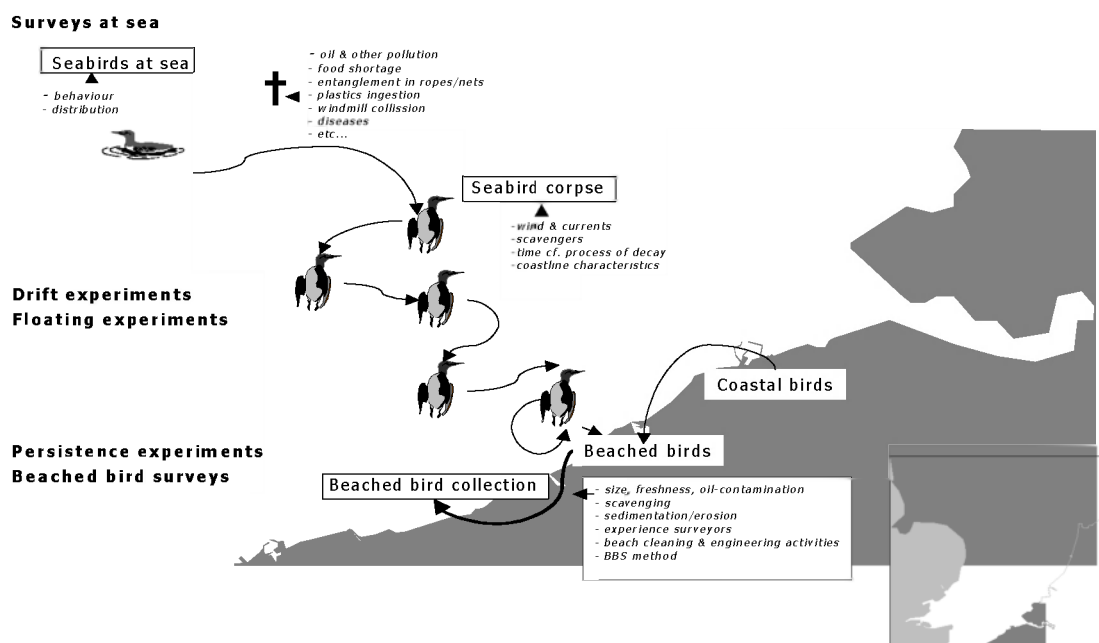 Surveys at sea
Seabirds at sea
- behaviour
- distribution
- oil & other pollution
- food shortage
- entanglement in ropes/nets
- plastics ingestion
- windmill collission
- diseases
- etc...
Seabird corpse
-wind & currents
-scavengers
-time cf. process of decay
-coastline characteristics
Drift experiments
Floating experiments
Coastal birds
Persistence experiments
Beached bird surveys
Beached birds
Beached bird collection
- size, freshness, oil-contamination
- scavenging
- sedimentation/erosion
- experience surveyors
- beach cleaning & engineering activities
- BBS method